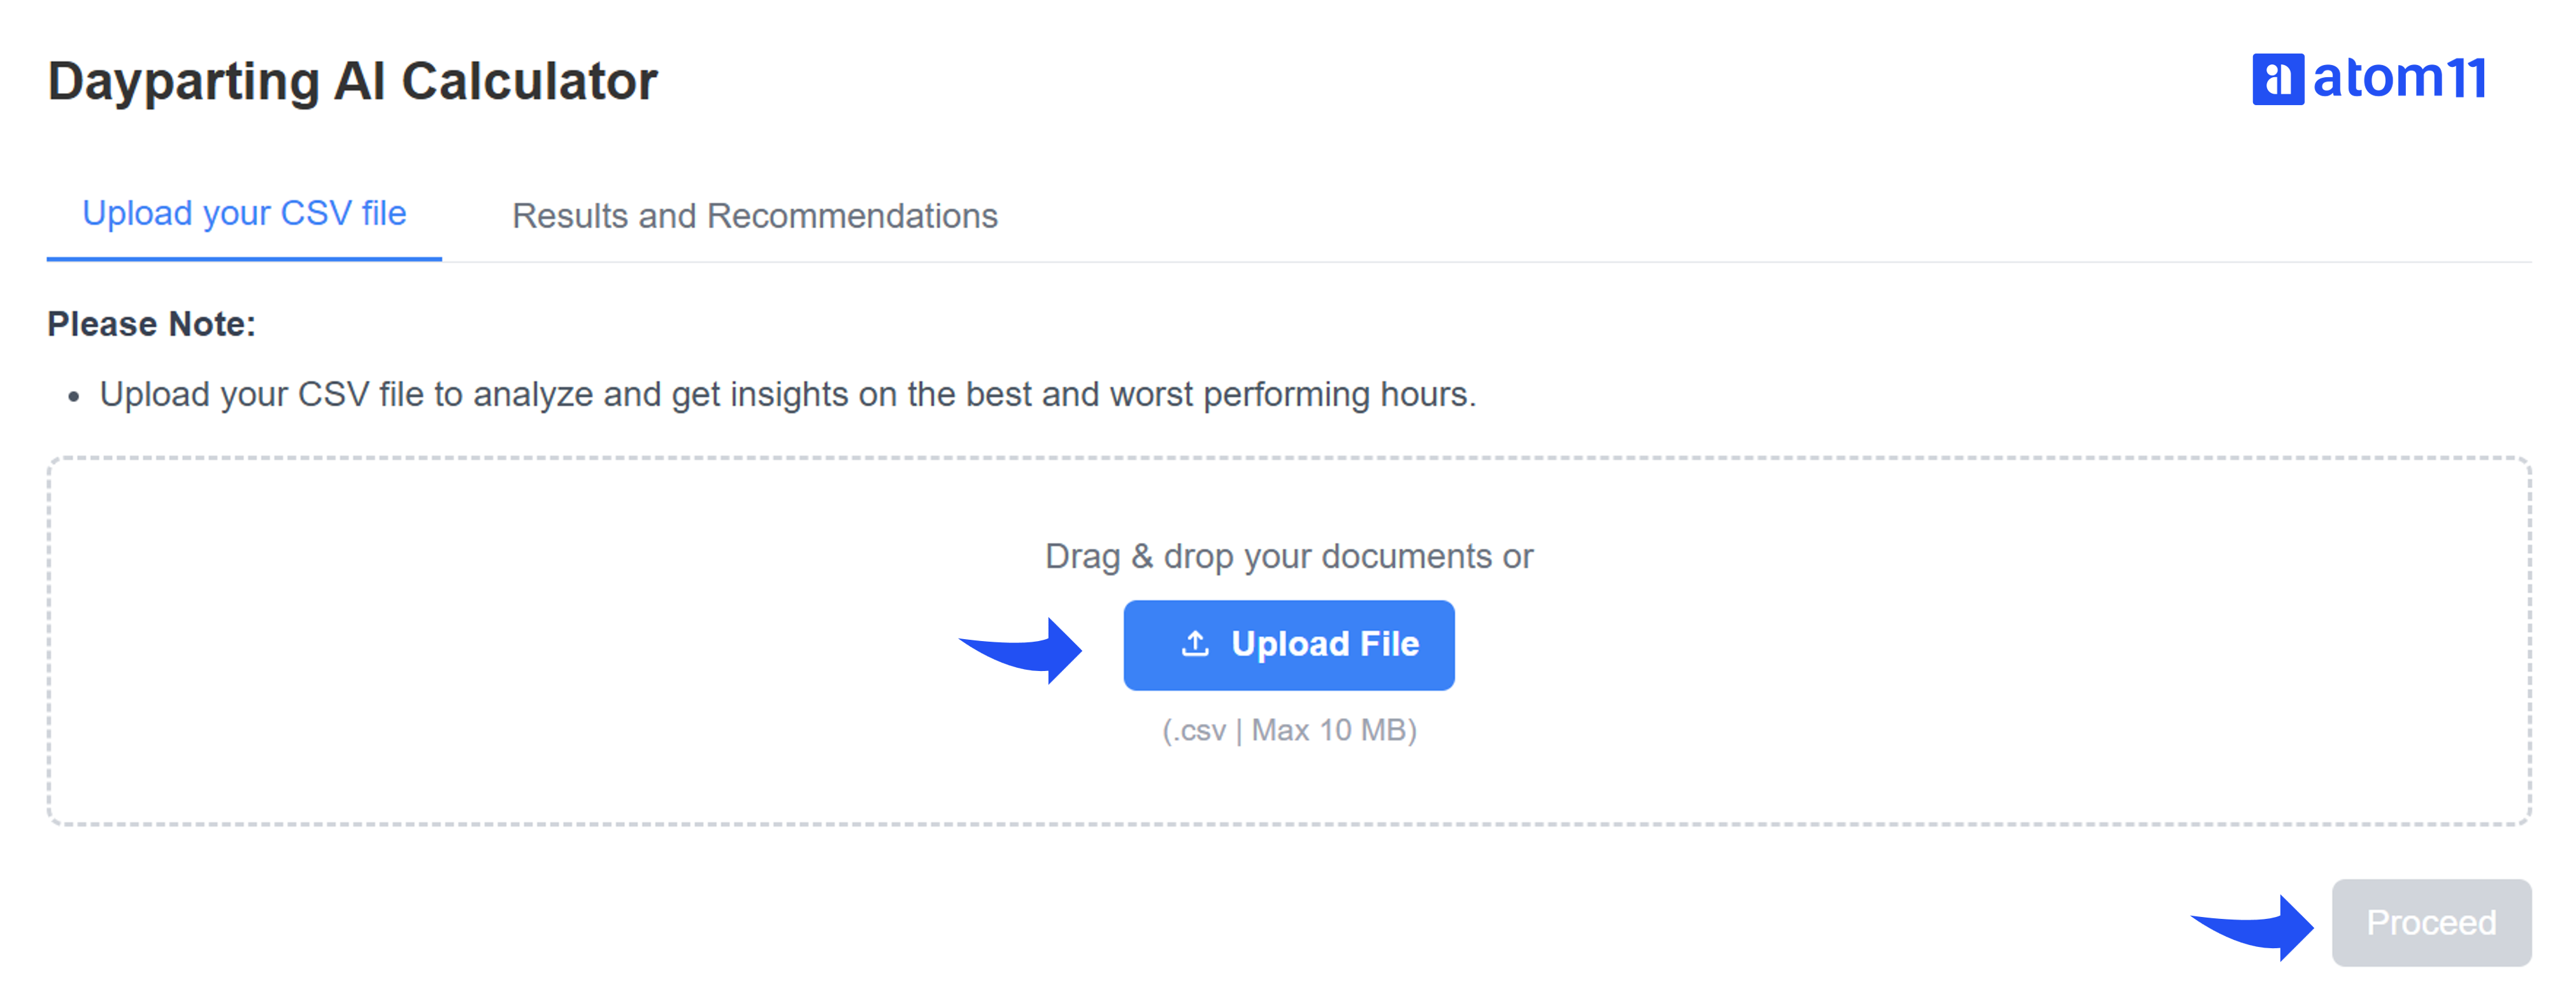 Dayparting AI Calculator
atom11
Upload your CSV file
Results and Recommendations
Please Note:
• Upload your CSV file to analyze and get insights on the best and worst performing hours.
Drag & drop your documents or
Upload File
(.csv | Max 10 MB)
Proceed